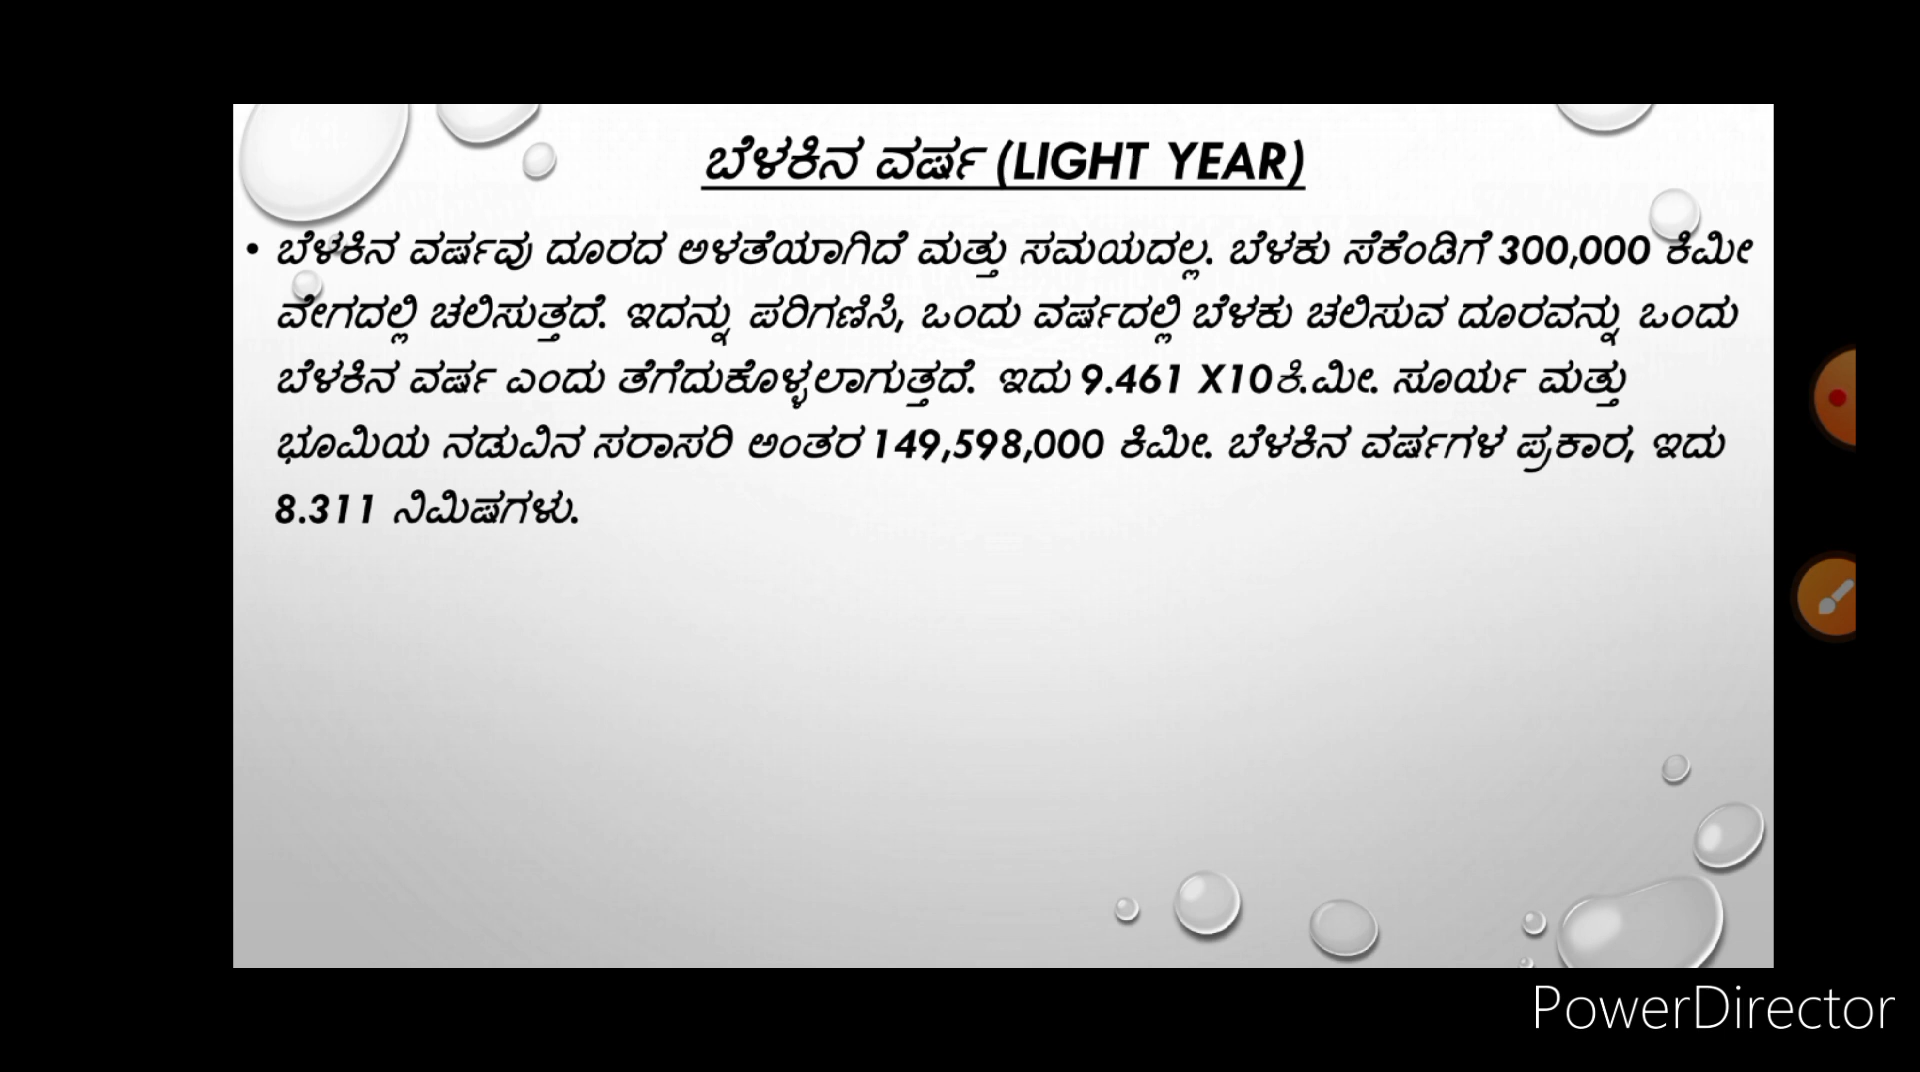 ಬೆಳಕಿನ ವರ್ಷ (LIGHT YEAR)
• ಬೆಳಕಿನ ವರ್ಷವು ದೂರದ ಅಳತೆಯಾಗಿದೆ ಮತ್ತು ಸಮಯದಲ್ಲ. ಬೆಳಕು ಸೆಕೆಂಡಿಗೆ 300,000 ಕಿಮೀ
ವೇಗದಲ್ಲಿ ಚಲಿಸುತ್ತದೆ. ಇದನ್ನು ಪರಿಗಣಿಸಿ, ಒಂದು ವರ್ಷದಲ್ಲಿ ಬೆಳಕು ಚಲಿಸುವ ದೂರವನ್ನು ಒಂದು
ಬೆಳಕಿನ ವರ್ಷ ಎಂದು ತೆಗೆದುಕೊಳ್ಳಲಾಗುತ್ತದೆ. ಇದು 9.461 X10ಕಿ.ಮೀ. ಸೂರ್ಯ ಮತ್ತು
ಭೂಮಿಯ ನಡುವಿನ ಸರಾಸರಿ ಅಂತರ 149,598,000 ಕಿಮೀ. ಬೆಳಕಿನ ವರ್ಷಗಳ ಪ್ರಕಾರ, ಇದು
8.311 ನಿಮಿಷಗಳು.
PowerDirector